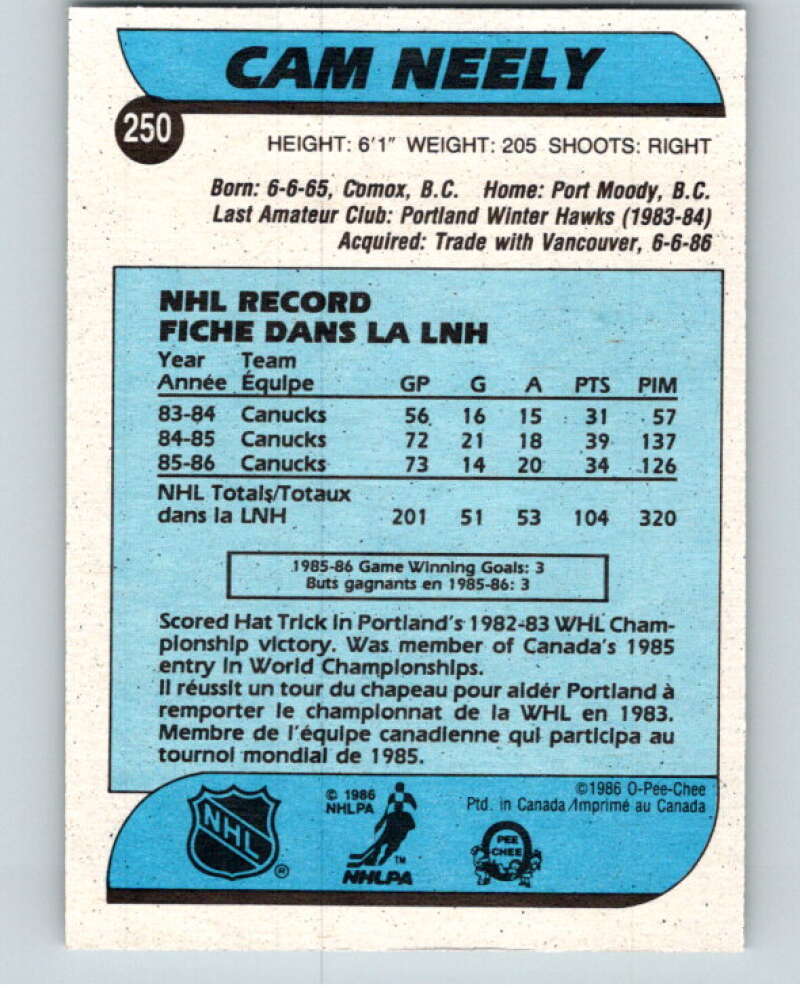 CAM NEELY
250
HEIGHT: 6'1" WEIGHT: 205 SHOOTS: RIGHT
Born: 6-6-65, Comox, B.C. Home: Port Moody, B.C.
Last Amateur Club: Portland Winter Hawks (1983-84)
Acquired: Trade with Vancouver, 6-6-86
NHL RECORD
FICHE DANS LA LNH
Year Team
Année Équipe GP G A PTS PIM
83-84 Canucks 56 16 15 31 57
84-85 Canucks 72 21 18 39 137
85-86 Canucks 73 14 20 34 126
NHL Totals/Totaux
dans la LNH 201 51 53 104 320
1985-86 Game Winning Goals: 3
Buts gagnants en 1985-86: 3
Scored Hat Trick in Portland's 1982-83 WHL Cham-
pionship victory. Was member of Canada's 1985
entry in World Championships.
Il réussit un tour du chapeau pour aider Portland à
remporter le championnat de la WHL en 1983.
Membre de l'équipe canadienne qui participa au
tournoi mondial de 1985.
NHL ®
© 1986
NHLPA
TM
NHLPA
PEE
CHEE
©1986 O-Pee-Chee
Ptd. in Canada/Imprimé au Canada